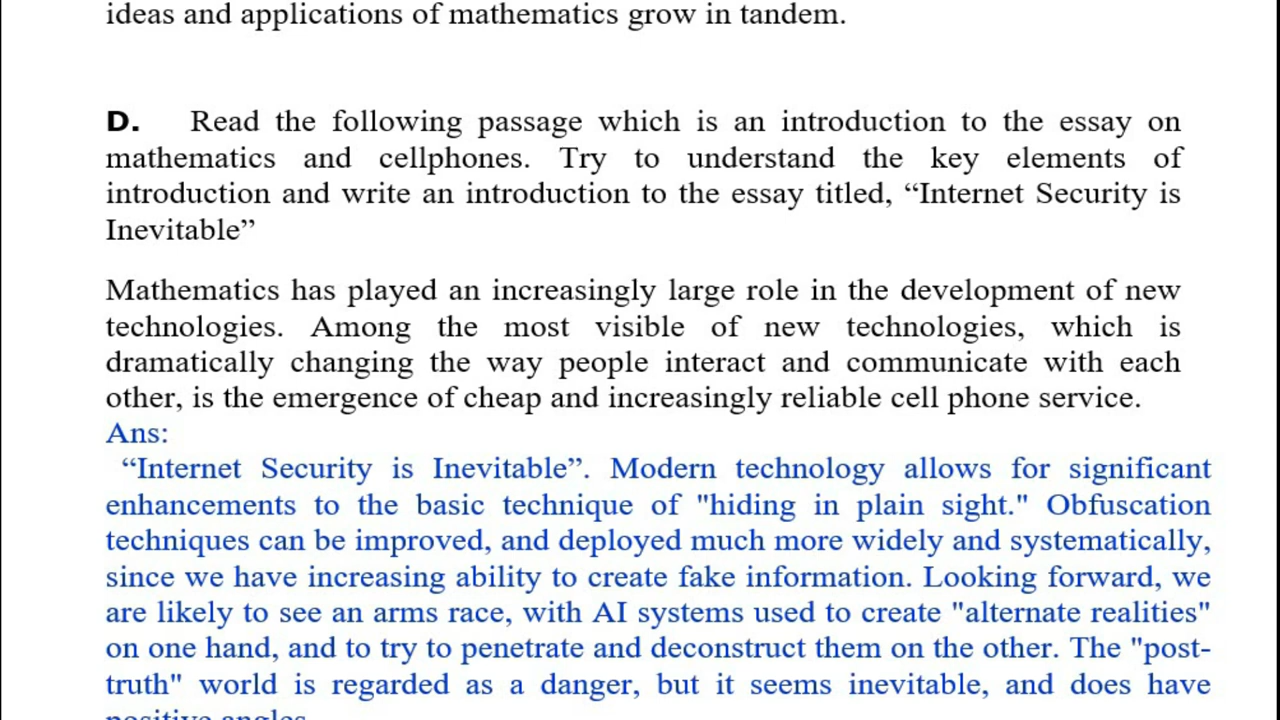 ideas and applications of mathematics grow in tandem.
D. Read the following passage which is an introduction to the essay on
mathematics and cellphones. Try to understand the key elements of
introduction and write an introduction to the essay titled, “Internet Security is
Inevitable”
Mathematics has played an increasingly large role in the development of new
technologies. Among the most visible of new technologies, which is
dramatically changing the way people interact and communicate with each
other, is the emergence of cheap and increasingly reliable cell phone service.
Ans:
“Internet Security is Inevitable”. Modern technology allows for significant
enhancements to the basic technique of "hiding in plain sight." Obfuscation
techniques can be improved, and deployed much more widely and systematically,
since we have increasing ability to create fake information. Looking forward, we
are likely to see an arms race, with AI systems used to create "alternate realities"
on one hand, and to try to penetrate and deconstruct them on the other. The "post-
truth" world is regarded as a danger, but it seems inevitable, and does have
positive angles.